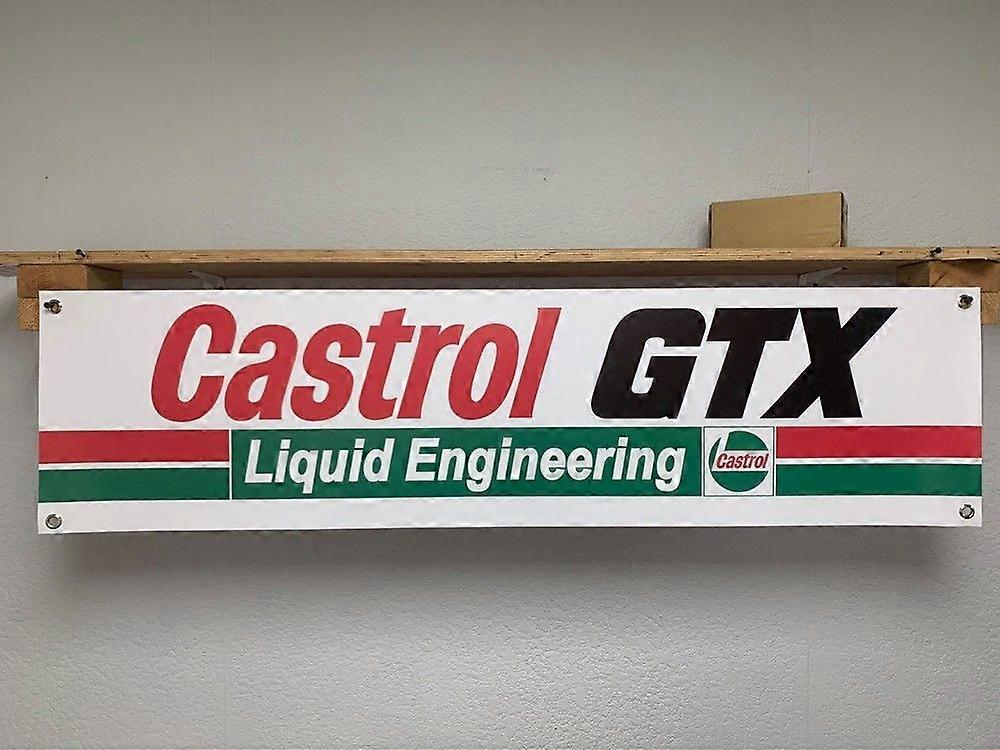 Castrol GTX
Liquid Engineering
Castrol